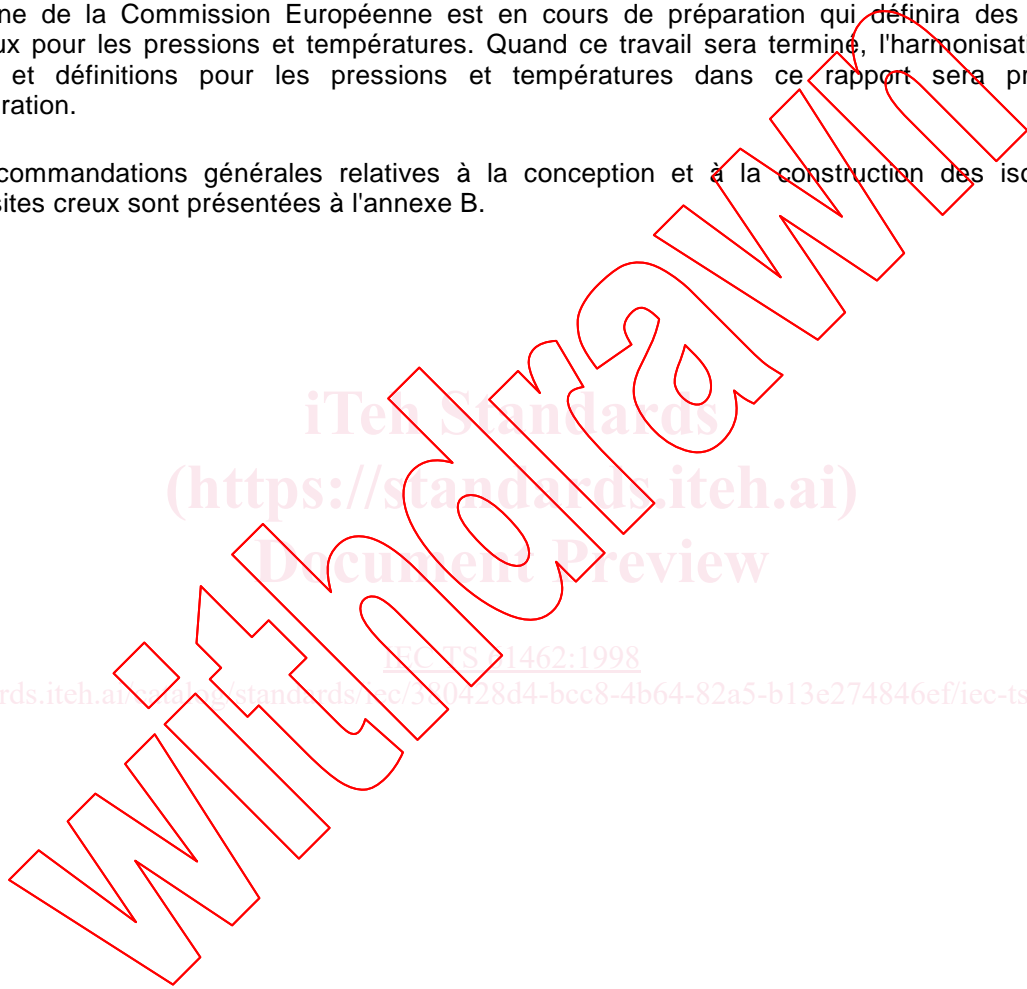 ne de la Commission Européenne est en cours de préparation qui définira des
ux pour les pressions et températures. Quand ce travail sera terminé, l'harmonisati
et définitions pour les pressions et températures dans ce rapport sera pr
ration.
commandations générales relatives à la conception et à la construction des iso
sites creux sont présentées à l'annexe B.
iTeh Standards
(https://standards.iteh.ai)
Document Preview
IEC TS 61462:1998
rds.iteh.ai/catalog/standards/iec/380428d4-bcc8-4b64-82a5-b13e274846ef/iec-ts
withdrawn